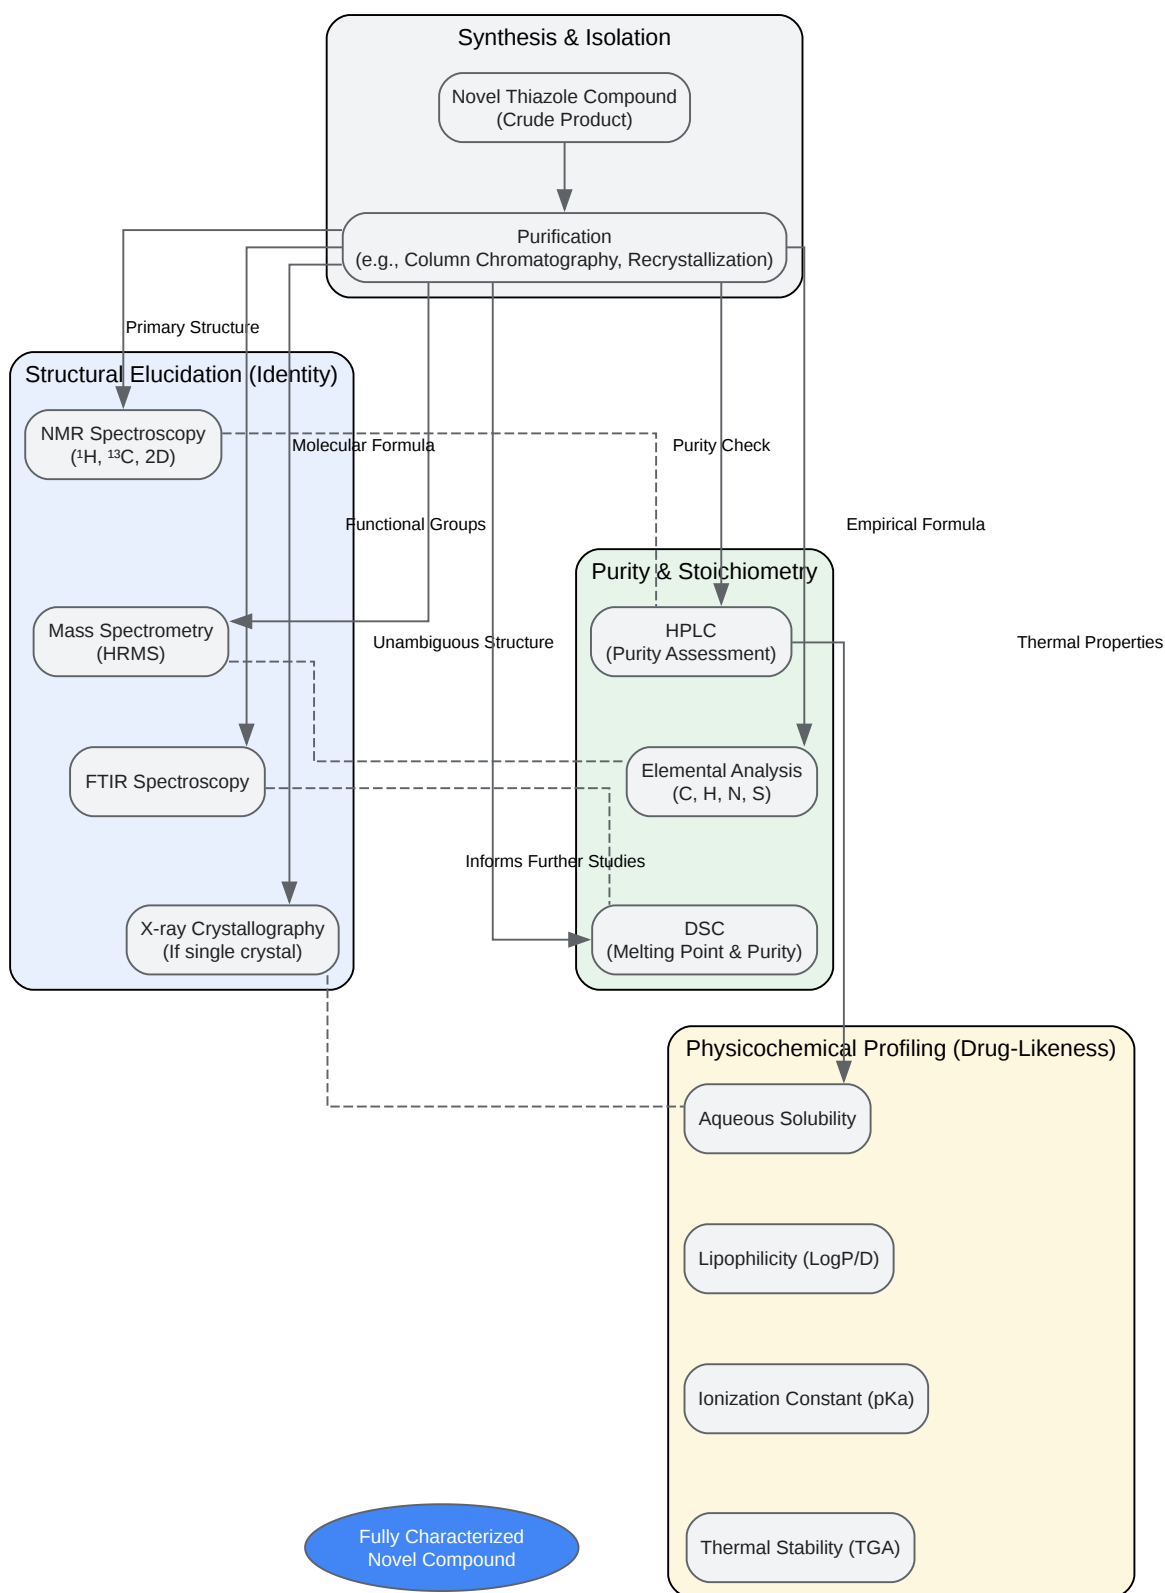 Synthesis & Isolation
Novel Thiazole Compound
(Crude Product)
Purification
(e.g., Column Chromatography, Recrystallization)
Primary Structure
Structural Elucidation (Identity)
NMR Spectroscopy
(¹H, ¹³C, 2D)
Molecular Formula
Purity Check
Functional Groups
Empirical Formula
Purity & Stoichiometry
Mass Spectrometry
(HRMS)
Unambiguous Structure
HPLC
(Purity Assessment)
Thermal Properties
FTIR Spectroscopy
Elemental Analysis
(C, H, N, S)
Informs Further Studies
X-ray Crystallography
(If single crystal)
DSC
(Melting Point & Purity)
Physicochemical Profiling (Drug-Likeness)
Aqueous Solubility
Lipophilicity (LogP/D)
Ionization Constant (pKa)
Fully Characterized
Novel Compound
Thermal Stability (TGA)